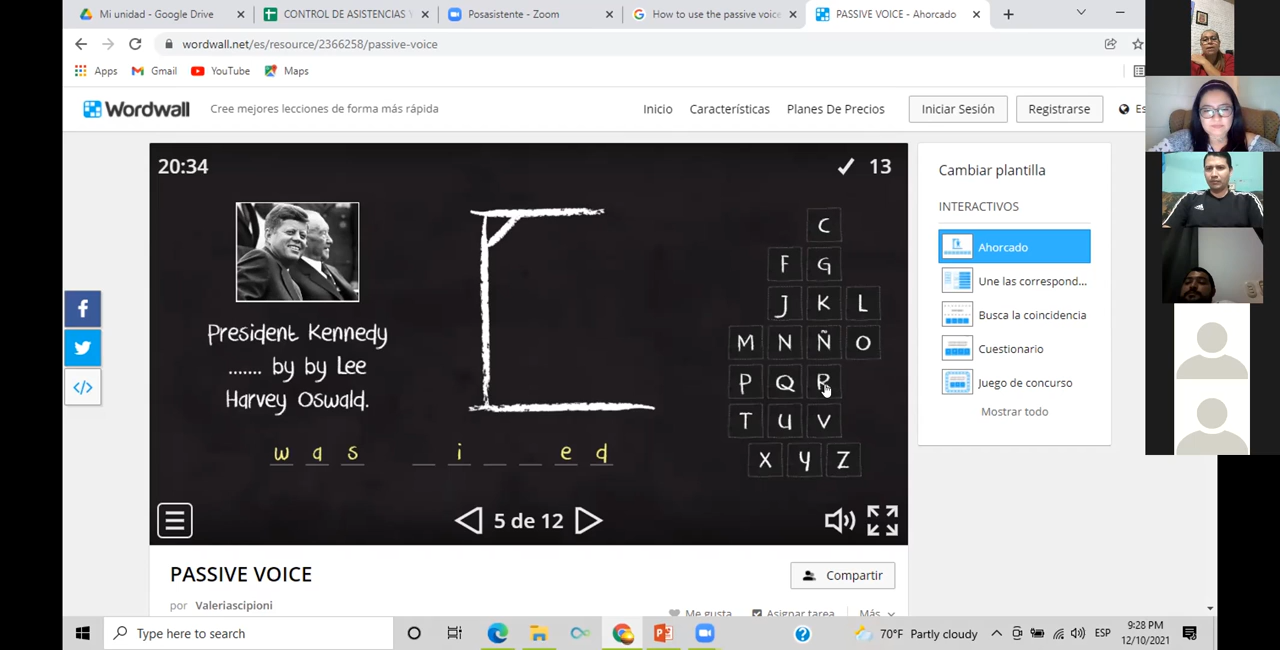 Mi unidad - Google Drive
CONTROL DE ASISTENCIAS Y
Posasistente - Zoom
How to use the passive voice
PASSIVE VOICE - Ahorcado
wordwall.net/es/resource/2366258/passive-voice
Apps Gmail YouTube Maps
Wordwall
Cree mejores lecciones de forma más rápida
Inicio Características Planes De Precios Iniciar Sesión Registrarse Es
20:34
13
President Kennedy
....... by by Lee
Harvey Oswald.
was _i__ed
C
F G
J K L
M N Ñ O
P Q R
T U V
X Y Z
5 de 12
Cambiar plantilla
INTERACTIVOS
Ahorcado
Une las correspond...
Busca la coincidencia
Cuestionario
Juego de concurso
Mostrar todo
PASSIVE VOICE
Compartir
por Valeriascipioni
Me gusta Asignar tarea Más
Type here to search
70°F Partly cloudy
ESP
9:28 PM
12/10/2021